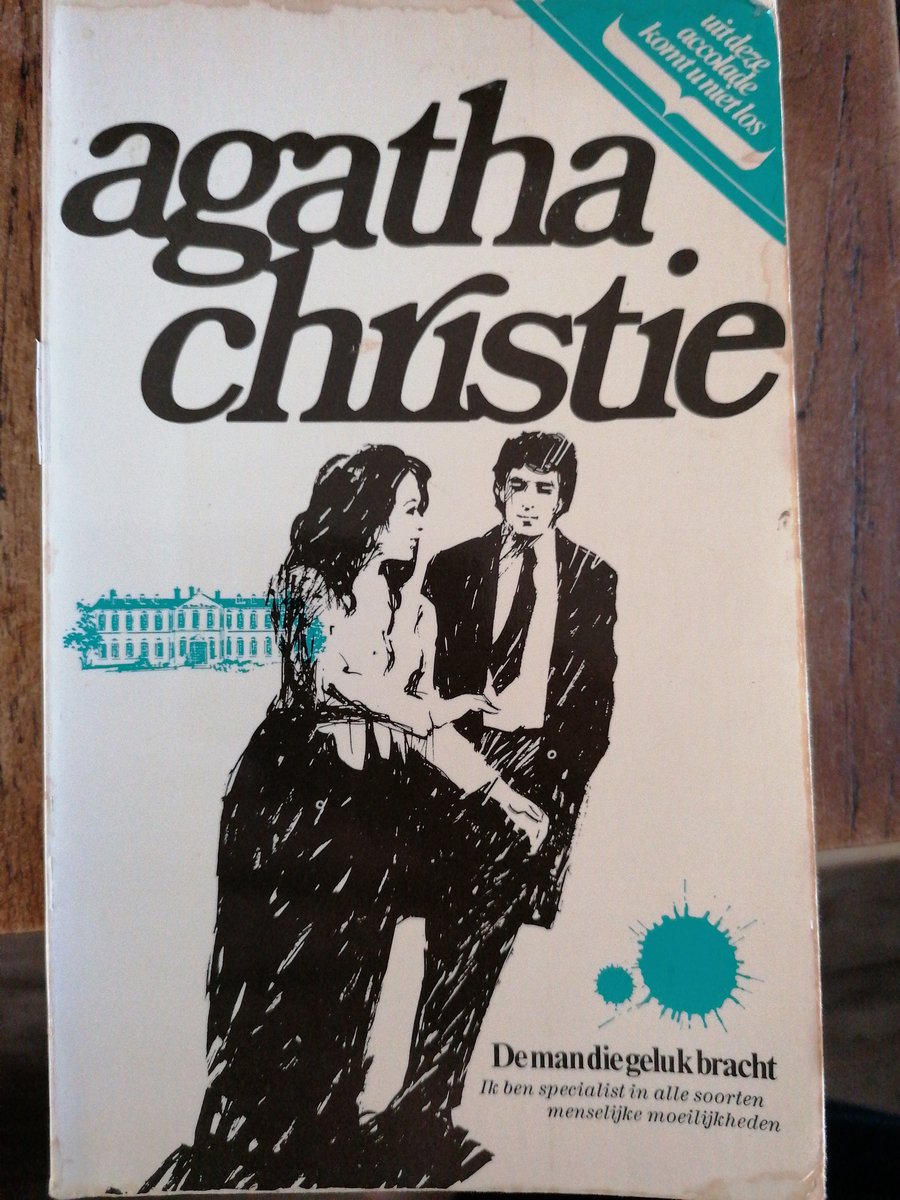 uit deze
accolade
komt u niet los
agatha
christie
De man die geluk bracht
Ik ben specialist in alle soorten
menselijke moeilijkheden